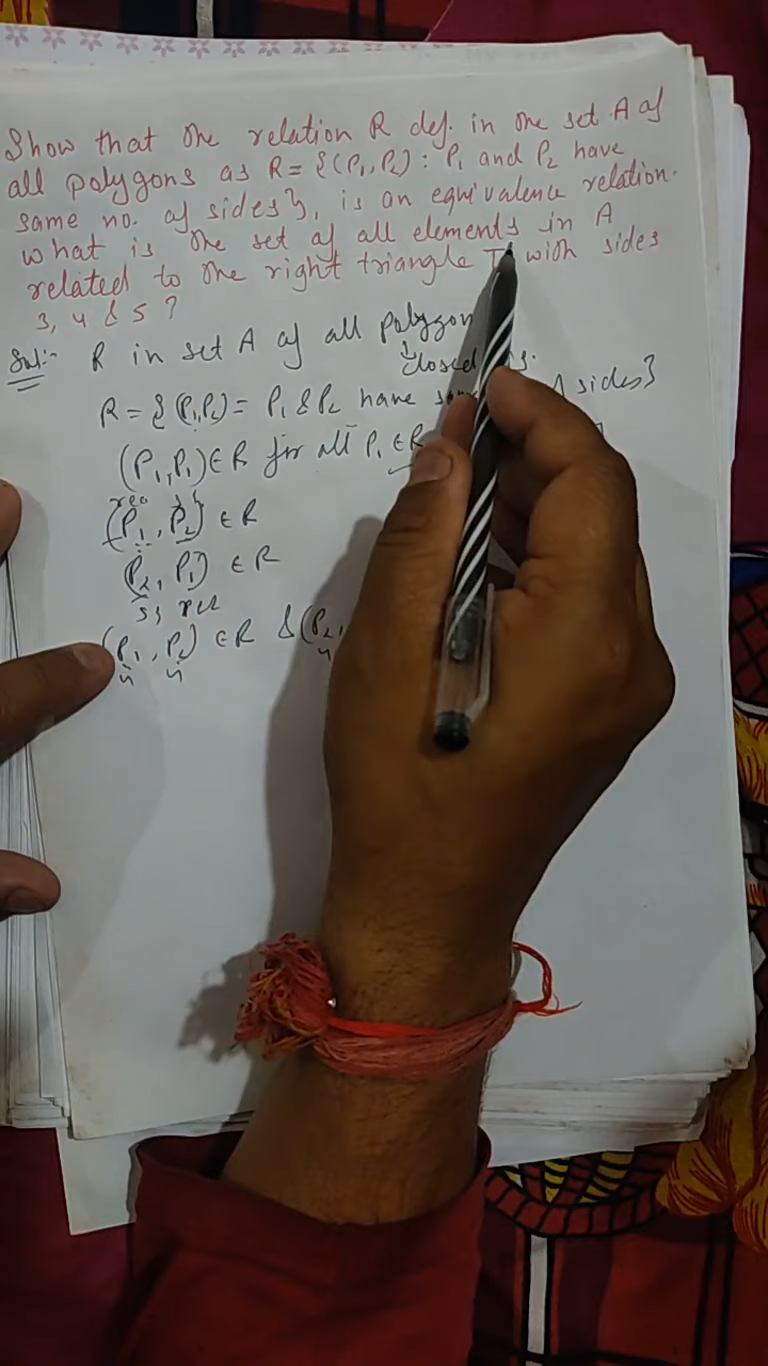 Show that the relation R def. in the set A of
all polygons as R = {(P₁, P₂) : P₁ and P₂ have
same no. of sides}, is an equivalence relation.
What is the set of all elements in A
related to the right triangle T with sides
3, 4 & 5 ?
Sol:- R in set A of all polygon
↓
closed
R = {(P₁,P₂) = P₁ & P₂ have sides}
(P₁,P₁) ∈ R for all P₁ ∈ R
(P₁, P₂) ∈ R
(P₂, P₁) ∈ R
(P₁, P₂) ∈ R & (P₂,
4 4 4